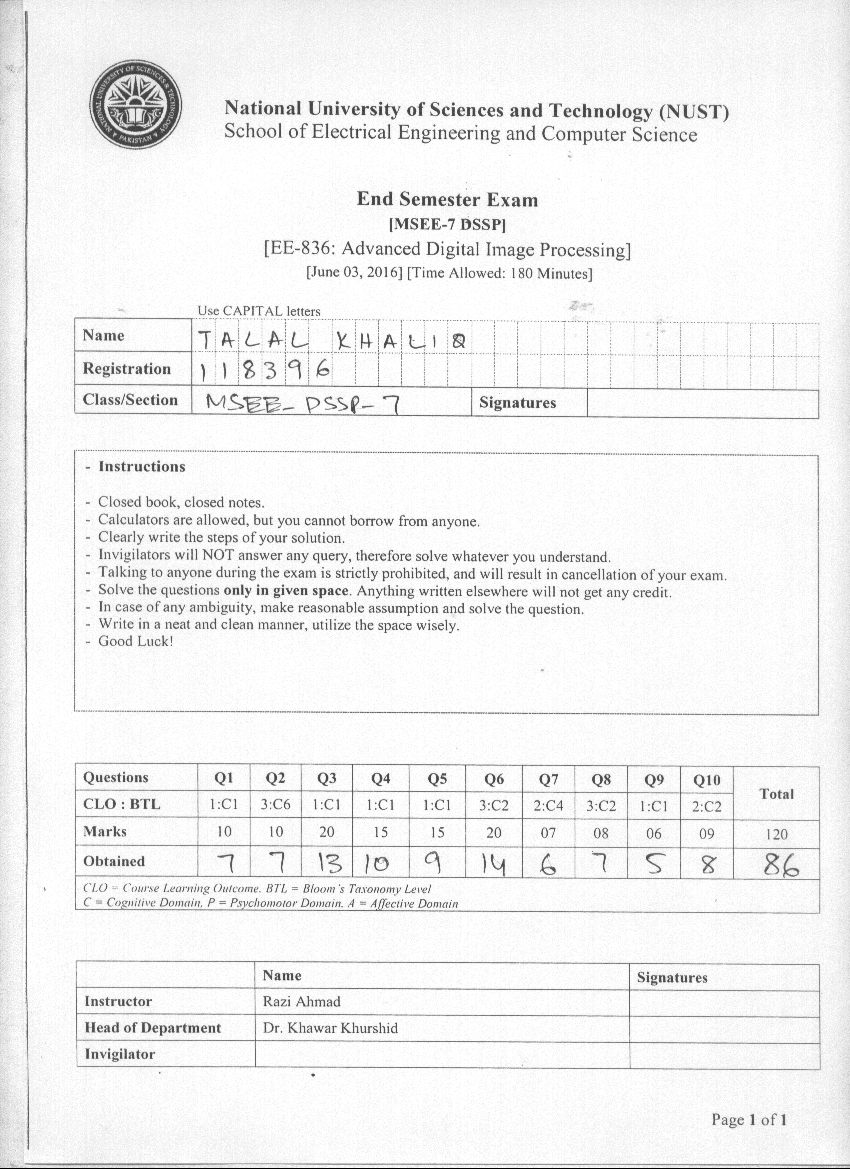 NATIONAL UNIVERSITY OF SCIENCES & TECHNOLOGY
PAKISTAN
National University of Sciences and Technology (NUST)
School of Electrical Engineering and Computer Science
End Semester Exam
[MSEE-7 DSSP]
[EE-836: Advanced Digital Image Processing]
[June 03, 2016] [Time Allowed: 180 Minutes]
Use CAPITAL letters
Name TALAL KHALIQ
Registration 118396
Class/Section MSEE-DSSP-7 Signatures
- Instructions
- Closed book, closed notes.
- Calculators are allowed, but you cannot borrow from anyone.
- Clearly write the steps of your solution.
- Invigilators will NOT answer any query, therefore solve whatever you understand.
- Talking to anyone during the exam is strictly prohibited, and will result in cancellation of your exam.
- Solve the questions only in given space. Anything written elsewhere will not get any credit.
- In case of any ambiguity, make reasonable assumption and solve the question.
- Write in a neat and clean manner, utilize the space wisely.
- Good Luck!
Questions Q1 Q2 Q3 Q4 Q5 Q6 Q7 Q8 Q9 Q10 Total
CLO : BTL 1:C1 3:C6 1:C1 1:C1 1:C1 3:C2 2:C4 3:C2 1:C1 2:C2
Marks 10 10 20 15 15 20 07 08 06 09 120
Obtained 7 7 13 10 9 14 6 7 5 8 86
CLO = Course Learning Outcome. BTL = Bloom's Taxonomy Level
C = Cognitive Domain, P = Psychomotor Domain. A = Affective Domain
Name Signatures
Instructor Razi Ahmad
Head of Department Dr. Khawar Khurshid
Invigilator
Page 1 of 1